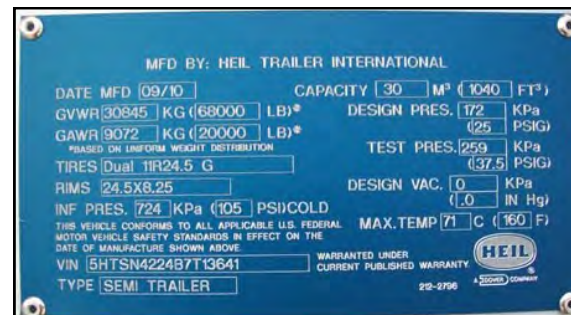 MFD BY: HEIL TRAILER INTERNATIONAL
DATE MFD 09/10 CAPACITY 30 M³ (1040 FT³)
GVWR 30845 KG (68000 LB)* DESIGN PRES. 172 KPa
GAWR 9072 KG (20000 LB)* (25 PSIG)
*BASED ON UNIFORM WEIGHT DISTRIBUTION TEST PRES. 259 KPa
TIRES Dual 11R24.5 G (37.5 PSIG)
RIMS 24.5X8.25 DESIGN VAC. 0 KPa
INF PRES. 724 KPa (105 PSI)COLD (.0 IN Hg)
THIS VEHICLE CONFORMS TO ALL APPLICABLE U.S. FEDERAL MAX.TEMP 71 C (160 F)
MOTOR VEHICLE SAFETY STANDARDS IN EFFECT ON THE
DATE OF MANUFACTURE SHOWN ABOVE.
VIN 5HTSN4224B7T13641 WARRANTED UNDER
CURRENT PUBLISHED WARRANTY.
HEIL
®
A DOVER COMPANY
TYPE SEMI TRAILER 212-2796